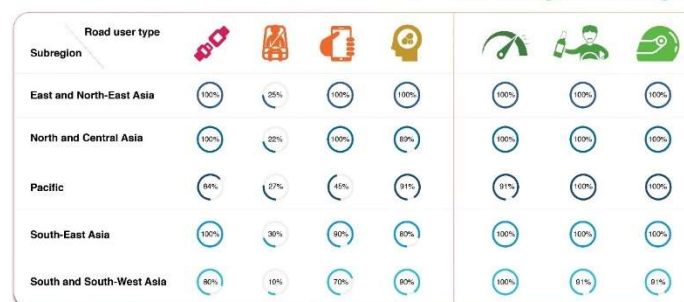 Road user type
Subregion
East and North-East Asia 100% 25% 100% 100% 100% 100% 100%
North and Central Asia 100% 22% 100% 89% 100% 100% 100%
Pacific 64% 27% 45% 91% 91% 100% 100%
South-East Asia 100% 30% 90% 80% 100% 100% 100%
South and South-West Asia 80% 10% 70% 90% 100% 91% 91%